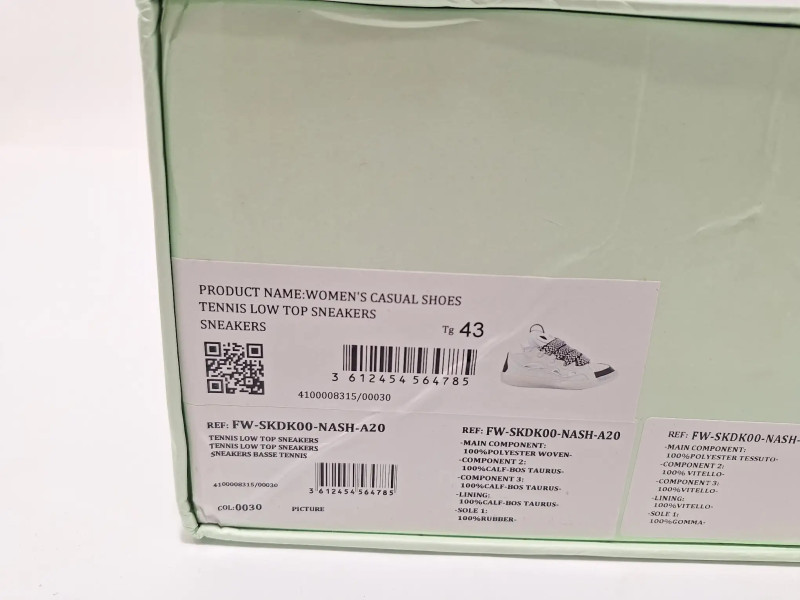 PRODUCT NAME:WOMEN'S CASUAL SHOES
TENNIS LOW TOP SNEAKERS
SNEAKERS
Tg 43
3 612454 564785
4100008315/00030
REF: FW-SKDK00-NASH-A20
TENNIS LOW TOP SNEAKERS
TENNIS LOW TOP SNEAKERS
SNEAKERS BASSE TENNIS
4100008315/00030
3 612454 564785
COL:0030
PICTURE
REF: FW-SKDK00-NASH-A20
-MAIN COMPONENT:
100%POLYESTER WOVEN-
-COMPONENT 2:
100%CALF-BOS TAURUS-
-COMPONENT 3:
100%CALF-BOS TAURUS-
-LINING:
100%CALF-BOS TAURUS-
-SOLE 1:
100%RUBBER-
REF: FW-SKDK00-NASH-
-MAIN COMPONENT:
100%POLYESTER TESSUTO-
-COMPONENT 2:
100% VITELLO-
-COMPONENT 3:
100%VITELLO-
-LINING:
100%VITELLO-
-SOLE 1:
100%GOMMA-